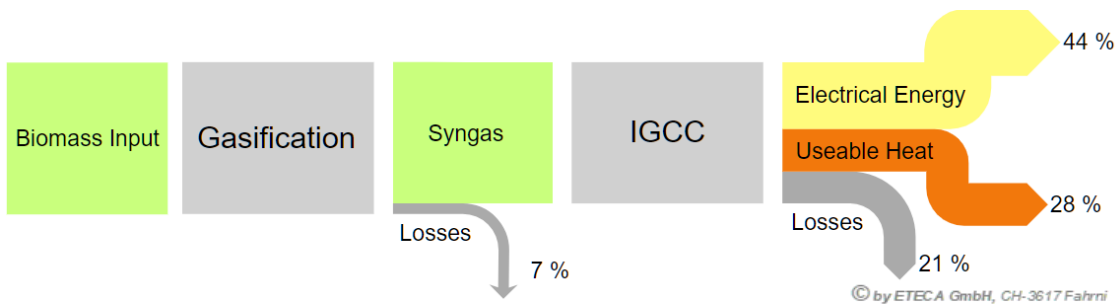 44 %
Electrical Energy
Biomass Input
Gasification
Syngas
IGCC
Useable Heat
28 %
Losses
Losses
7 %
21 %
© by ETECA GmbH, CH-3617 Fahrni